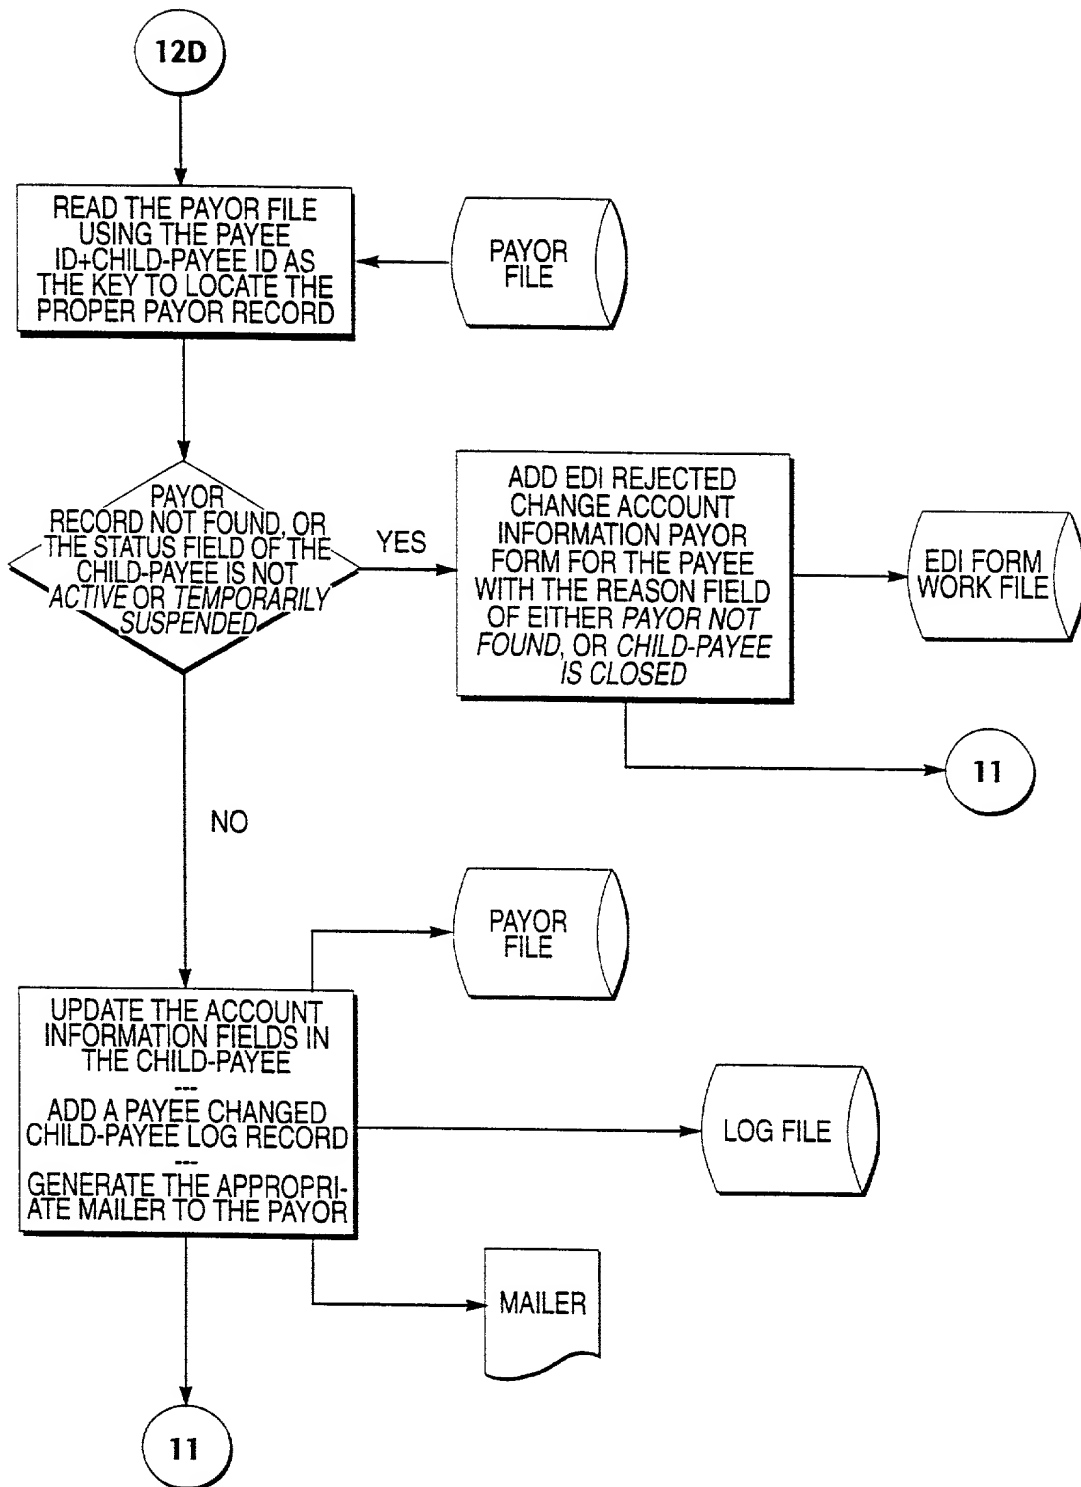 12D
READ THE PAYOR FILE
USING THE PAYEE
ID+CHILD-PAYEE ID AS
THE KEY TO LOCATE THE
PROPER PAYOR RECORD
PAYOR
FILE
PAYOR
RECORD NOT FOUND, OR
THE STATUS FIELD OF THE
CHILD-PAYEE IS NOT
ACTIVE OR TEMPORARILY
SUSPENDED
YES
ADD EDI REJECTED
CHANGE ACCOUNT
INFORMATION PAYOR
FORM FOR THE PAYEE
WITH THE REASON FIELD
OF EITHER PAYOR NOT
FOUND, OR CHILD-PAYEE
IS CLOSED
EDI FORM
WORK FILE
11
NO
PAYOR
FILE
UPDATE THE ACCOUNT
INFORMATION FIELDS IN
THE CHILD-PAYEE
---
ADD A PAYEE CHANGED
CHILD-PAYEE LOG RECORD
---
GENERATE THE APPROPRI-
ATE MAILER TO THE PAYOR
LOG FILE
MAILER
11